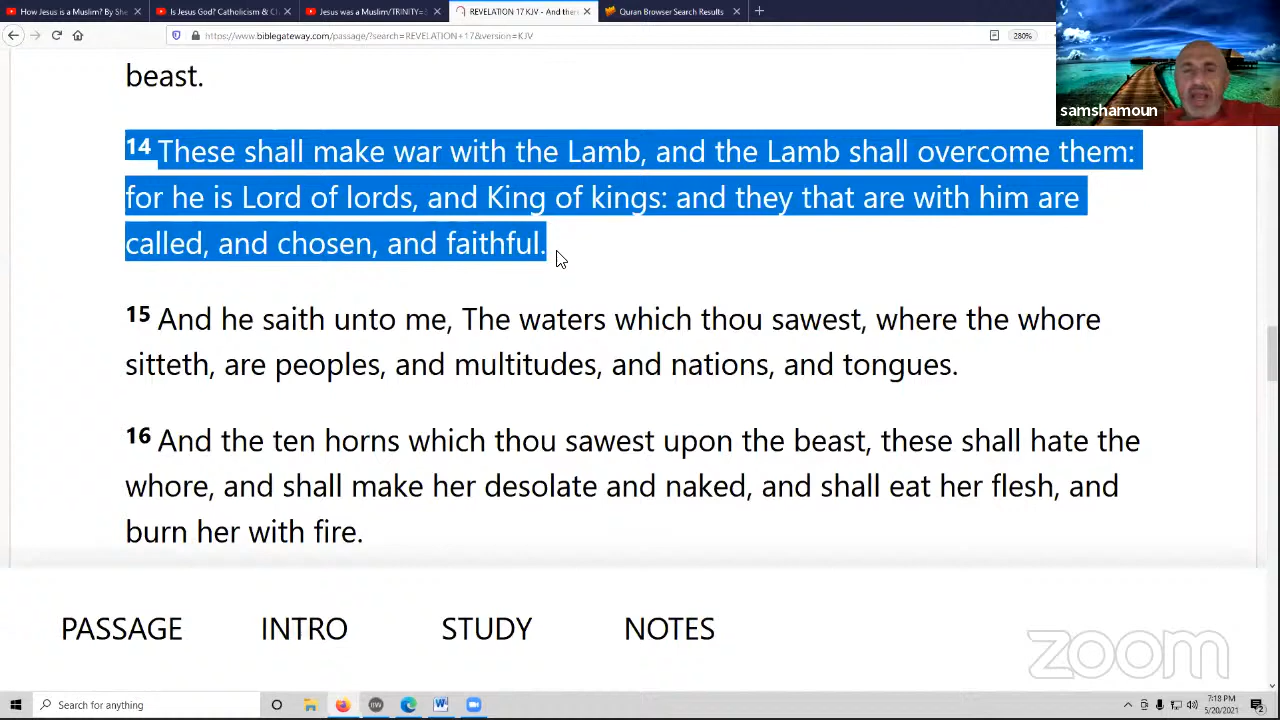 How Jesus is a Muslim? By She
Is Jesus God? Catholicism & C
Jesus was a Muslim/TRINITY=
REVELATION 17 KJV - And ther
Quran Browser Search Results
https://www.biblegateway.com/passage/?search=REVELATION+17&version=KJV
280%
samshamoun
beast.
14 These shall make war with the Lamb, and the Lamb shall overcome them:
for he is Lord of lords, and King of kings: and they that are with him are
called, and chosen, and faithful.
15 And he saith unto me, The waters which thou sawest, where the whore
sitteth, are peoples, and multitudes, and nations, and tongues.
16 And the ten horns which thou sawest upon the beast, these shall hate the
whore, and shall make her desolate and naked, and shall eat her flesh, and
burn her with fire.
PASSAGE INTRO STUDY NOTES
zoom
Search for anything
7:18 PM
5/20/2021